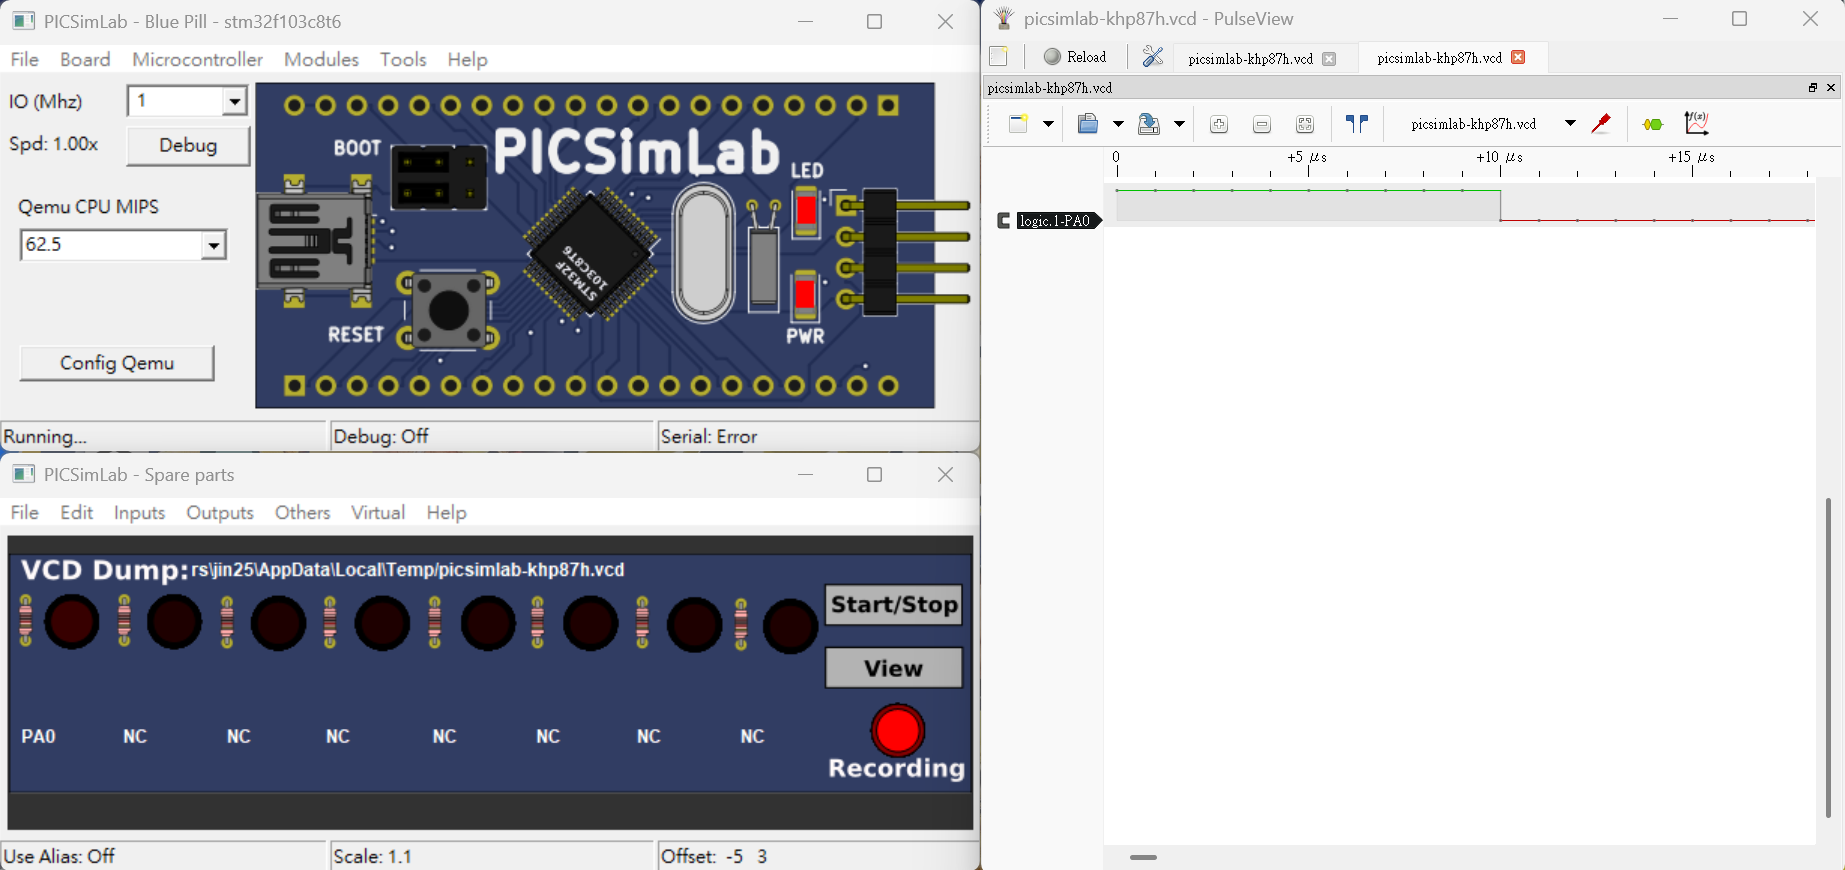 PICSimLab - Blue Pill - stm32f103c8t6
File Board Microcontroller Modules Tools Help
IO (Mhz) 1
Spd: 1.00x Debug
Qemu CPU MIPS
62.5
Config Qemu
BOOT
PICSimLab
LED
STM32F
103C8T6
RESET
PWR
Running... Debug: Off Serial: Error
PICSimLab - Spare parts
File Edit Inputs Outputs Others Virtual Help
VCD Dump: rs\jin25\AppData\Local\Temp/picsimlab-khp87h.vcd
Start/Stop
View
PA0 NC NC NC NC NC NC NC
Recording
Use Alias: Off Scale: 1.1 Offset: -5 3
picsimlab-khp87h.vcd - PulseView
Reload picsimlab-khp87h.vcd picsimlab-khp87h.vcd
picsimlab-khp87h.vcd
picsimlab-khp87h.vcd f(x)
0 +5 μs +10 μs +15 μs
logic.1-PA0